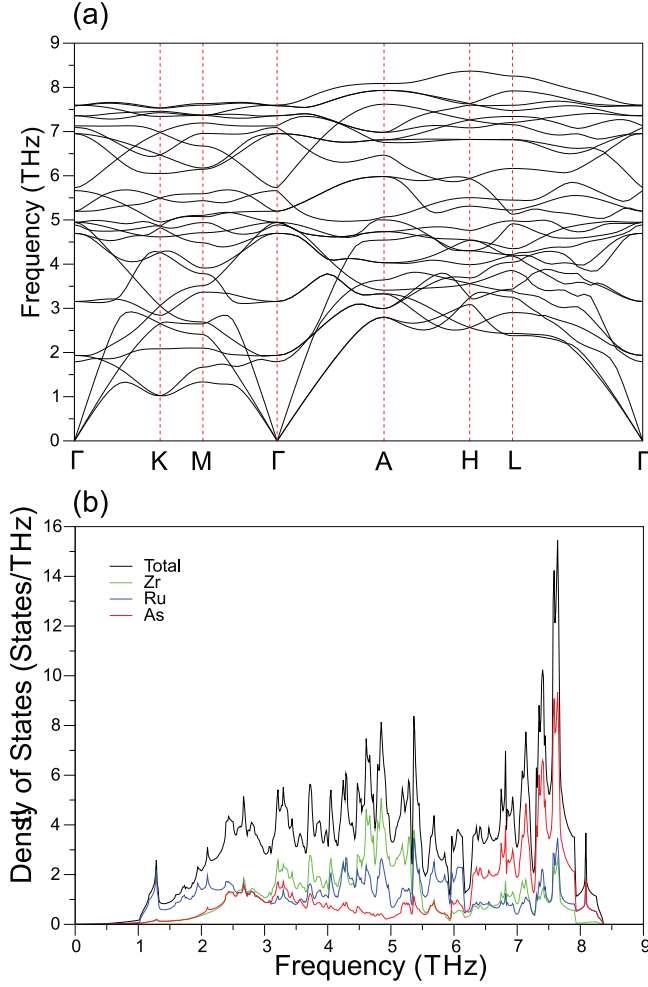 (a)
9
8
7
6
5
4
3
2
1
0
Frequency (THz)
Γ K M Γ A H L Γ
(b)
16
14
12
10
8
6
4
2
0
Density of States (States/THz)
Total
Zr
Ru
As
0 1 2 3 4 5 6 7 8 9
Frequency (THz)